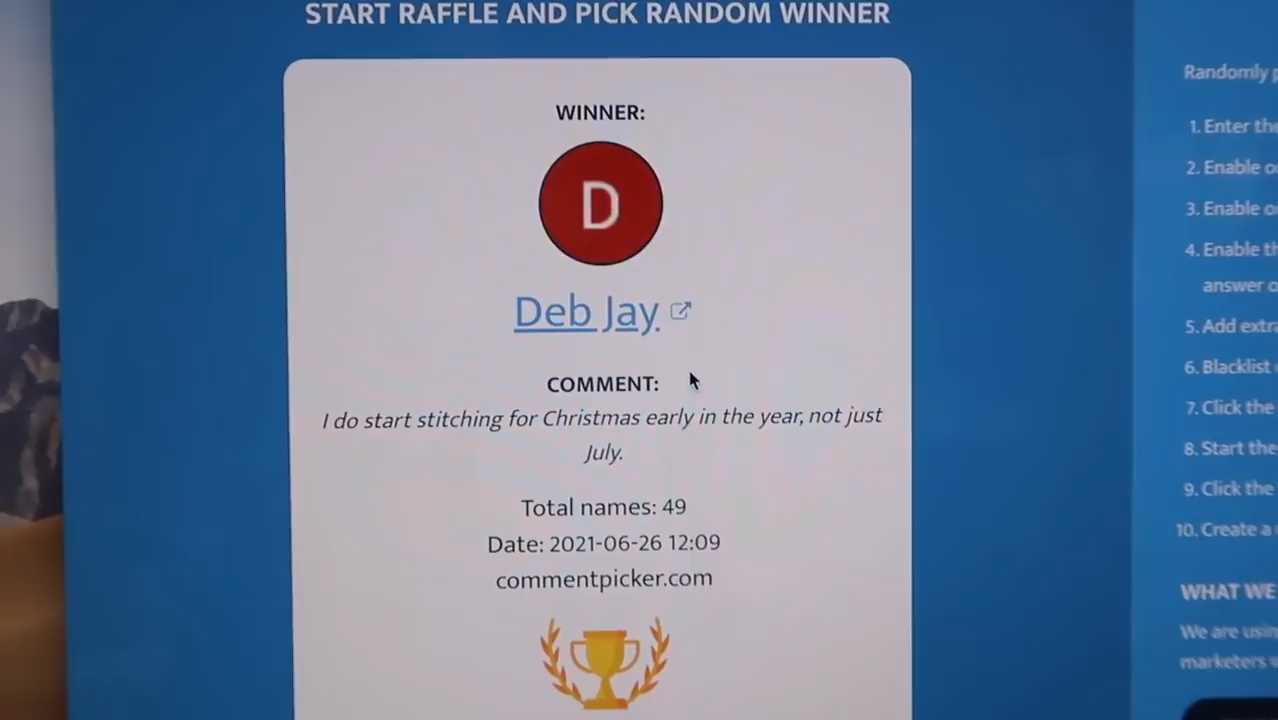 START RAFFLE AND PICK RANDOM WINNER
WINNER:
D
Deb Jay
COMMENT:
I do start stitching for Christmas early in the year, not just
July.
Total names: 49
Date: 2021-06-26 12:09
commentpicker.com
Randomly
1. Enter the
2. Enable
3. Enable
4. Enable
answer
5. Add extra
6. Blacklist
7. Click the
8. Start the
9. Click the
10. Create a
WHAT WE
We are using
marketers